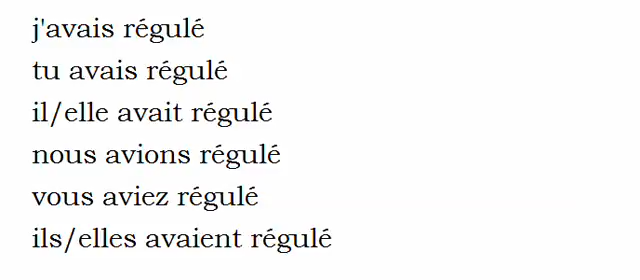 j'avais régulé
tu avais régulé
il/elle avait régulé
nous avions régulé
vous aviez régulé
ils/elles avaient régulé